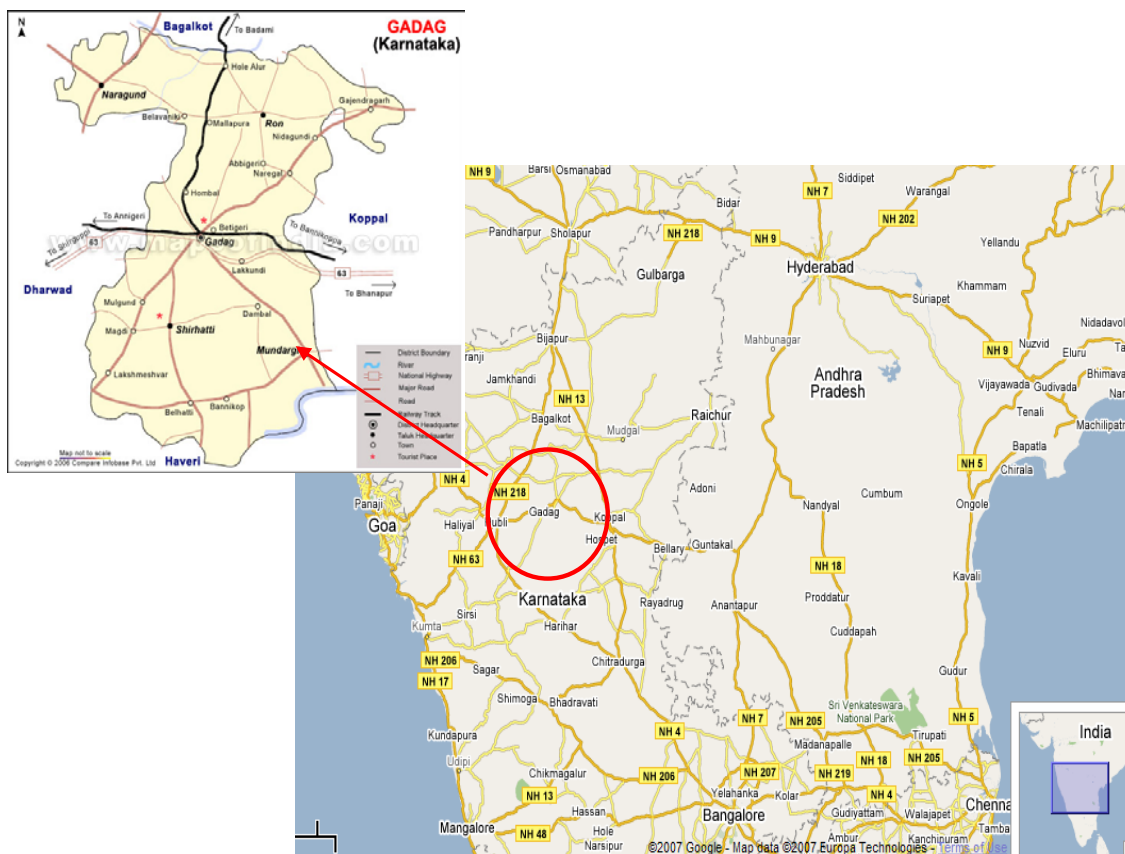 N
Bagalkot
To Badami
GADAG
(Karnataka)
Hole Alur
Naragund
Gajendragarh
Belavaniki
Mallapura
Ron
Nidagundi
Abbigeri
Naregal
Hombal
Koppal
To Annigeri
Betigeri
To Bannikoppa
To Shirguppi
63
Gadag
Lakkundi
63
Dharwad
To Bhanapur
Mulgund
Dambal
Magdi
Shirhatti
Mundargi
Lakshmeshvar
Belhatti
Bannikop
District Boundary
River
National Highway
Major Road
Road
Railway Track
District Headquarter
Taluk Headquarter
Town
Tourist Place
Map not to scale
Copyright © 2006 Compare Infobase Pvt. Ltd
Haveri
NH 9
Barsi
Osmanabad
NH 7
Siddipet
Warangal
Bidar
NH 202
Pandharpur
Sholapur
NH 218
NH 9
Yellandu
Gulbarga
Hyderabad
Khammam
Suriapet
Nidadavol
Bijapur
Mahbunagar
NH 9
Nuzvid
Eluru
Jamkhandi
Andhra
Pradesh
Vijayawada
Gudivada
Bhimava
NH 13
Bagalkot
Raichur
Tenali
Mudgal
Machilipatr
Bapatla
NH 5
Chirala
NH 4
NH 218
Adoni
Cumbum
Ongole
Panaji
Goa
Haliyal
Gadag
Koppal
Nandyal
Hospet
Bellary
Guntakal
NH 63
NH 18
Kavali
Karnataka
Rayadrug
Anantapur
Proddatur
Sirsi
Kumta
Harihar
Cuddapah
NH 206
Sagar
Chitradurga
Gudur
NH 17
Shimoga
Bhadravati
Sri Venkateswara
National Park
NH 7
NH 205
NH 5
Kundapura
NH 4
Madanapalle
Tirupati
India
Udipi
Chikmagalur
NH 206
NH 207
NH 219
NH 18
NH 205
NH 13
Yelahanka
Kolar
NH 4
Chenna
Mangalore
NH 48
Hassan
Bangalore
Gudiyattam
Walajapet
Hole
Narsipur
Ambur
Kanchipuram
Tamba
©2007 Google - Map data ©2007 Europa Technologies - Terms of Use